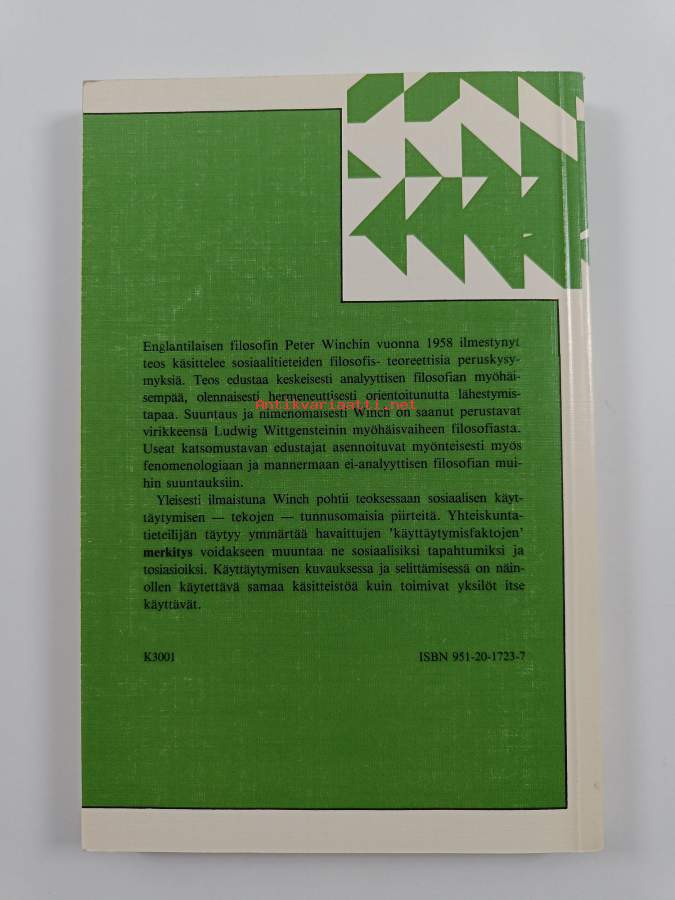 Englantilaisen filosofin Peter Winchin vuonna 1958 ilmestynyt
teos käsittelee sosiaalitieteiden filosofis- teoreettisia peruskysy-
myksiä. Teos edustaa keskeisesti analyyttisen filosofian myöhäi-
sempää, olennaisesti hermeneuttisesti orientoitunutta lähestymis-
Antikvariaatti.net
tapaa. Suuntaus ja nimenomaisesti Winch on saanut perustavat
virikkeensä Ludwig Wittgensteinin myöhäisvaiheen filosofiasta.
Useat katsomustavan edustajat asennoituvat myönteisesti myös
fenomenologiaan ja mannermaan ei-analyyttisen filosofian mui-
hin suuntauksiin.
Yleisesti ilmaistuna Winch pohtii teoksessaan sosiaalisen käyt-
täytymisen — tekojen — tunnusomaisia piirteitä. Yhteiskunta-
tieteilijän täytyy ymmärtää havaittujen 'käyttäytymisfaktojen'
merkitys voidakseen muuntaa ne sosiaalisiksi tapahtumiksi ja
tosiasioiksi. Käyttäytymisen kuvauksessa ja selittämisessä on näin-
ollen käytettävä samaa käsitteistöä kuin toimivat yksilöt itse
käyttävät.
K3001
ISBN 951-20-1723-7